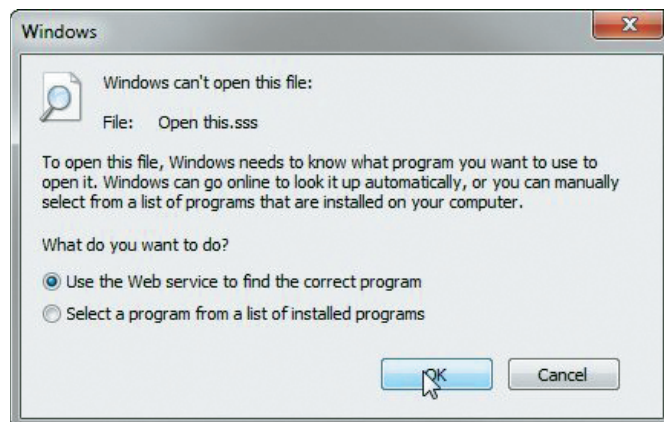 Windows
Windows can't open this file:
File: Open this.sss
To open this file, Windows needs to know what program you want to use to
open it. Windows can go online to look it up automatically, or you can manually
select from a list of programs that are installed on your computer.
What do you want to do?
Use the Web service to find the correct program
Select a program from a list of installed programs
OK Cancel